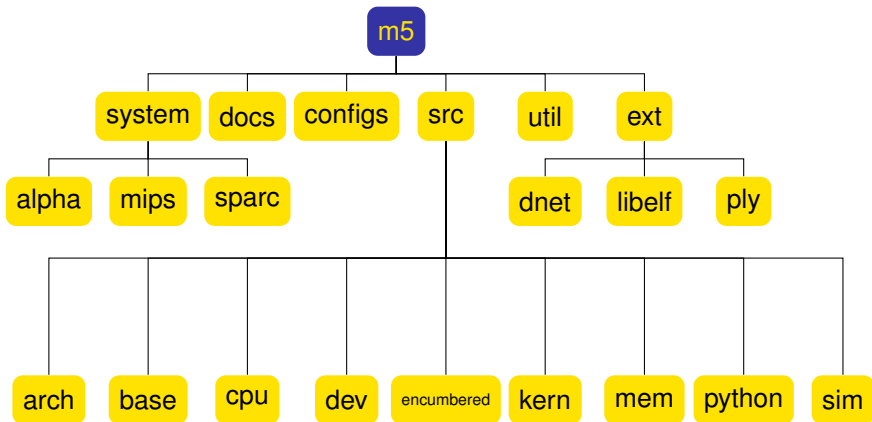 m5
system
docs
configs
src
util
ext
alpha
mips
sparc
dnet
libelf
ply
arch
base
cpu
dev
encumbered
kern
mem
python
sim